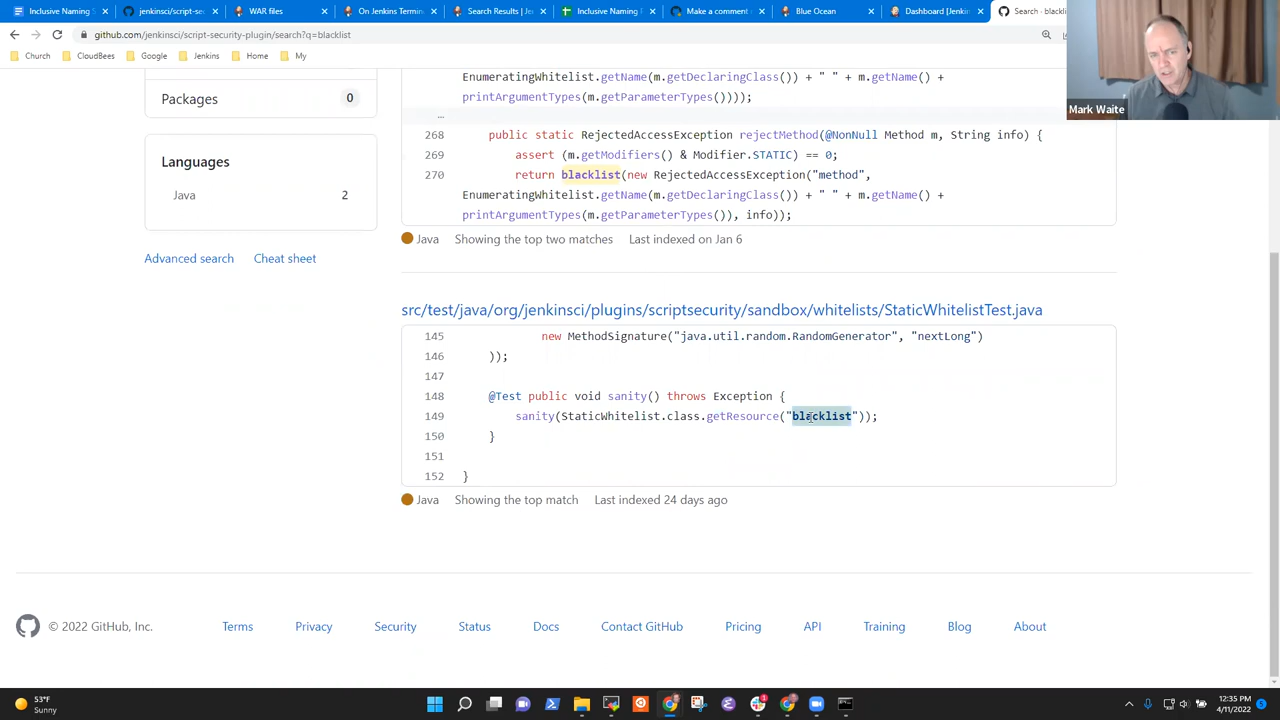 Inclusive Naming S
jenkinsci/script-se
WAR files
On Jenkins Termin
Search Results | Je
Inclusive Naming F
Make a comment
Blue Ocean
Dashboard [Jenkin
Search · blackli
github.com/jenkinsci/script-security-plugin/search?q=blacklist
Church
CloudBees
Google
Jenkins
Home
My
Mark Waite
Packages 0
Languages
Java 2
Advanced search Cheat sheet
EnumeratingWhitelist.getName(m.getDeclaringClass()) + " " + m.getName() +
printArgumentTypes(m.getParameterTypes())));
…
268 public static RejectedAccessException rejectMethod(@NonNull Method m, String info) {
269 assert (m.getModifiers() & Modifier.STATIC) == 0;
270 return blacklist(new RejectedAccessException("method",
EnumeratingWhitelist.getName(m.getDeclaringClass()) + " " + m.getName() +
printArgumentTypes(m.getParameterTypes()), info));
Java Showing the top two matches Last indexed on Jan 6
src/test/java/org/jenkinsci/plugins/scriptsecurity/sandbox/whitelists/StaticWhitelistTest.java
145 new MethodSignature("java.util.random.RandomGenerator", "nextLong")
146 ));
147
148 @Test public void sanity() throws Exception {
149 sanity(StaticWhitelist.class.getResource("blacklist"));
150 }
151
152 }
Java Showing the top match Last indexed 24 days ago
© 2022 GitHub, Inc. Terms Privacy Security Status Docs Contact GitHub Pricing API Training Blog About
53°F
Sunny
12:35 PM
4/11/2022